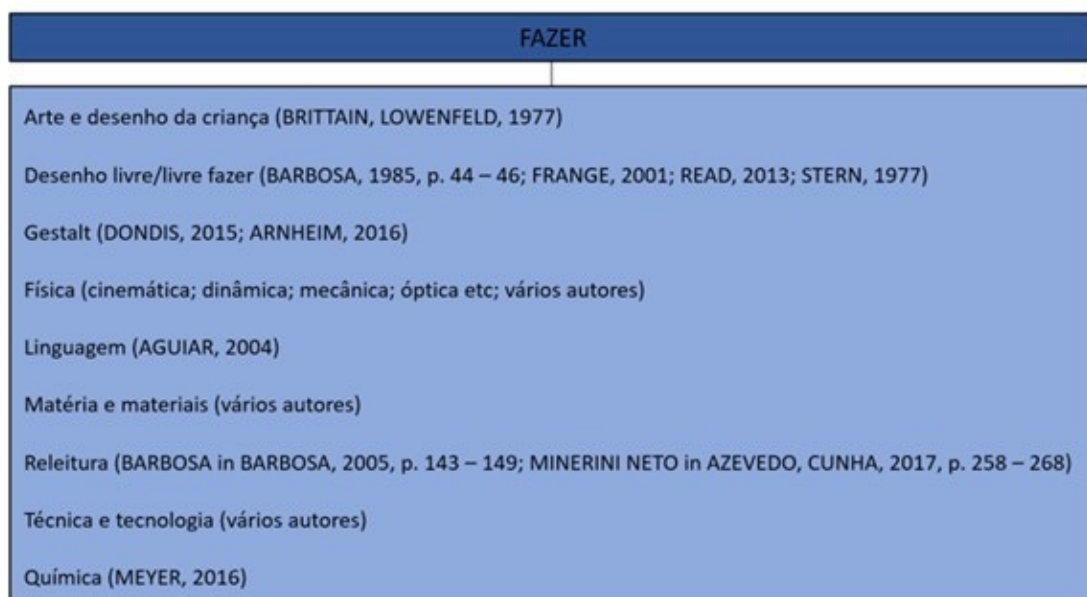 FAZER
Arte e desenho da criança (BRITTAIN, LOWENFELD, 1977)
Desenho livre/livre fazer (BARBOSA, 1985, p. 44 – 46; FRANGE, 2001; READ, 2013; STERN, 1977)
Gestalt (DONDIS, 2015; ARNHEIM, 2016)
Física (cinemática; dinâmica; mecânica; óptica etc; vários autores)
Linguagem (AGUIAR, 2004)
Matéria e materiais (vários autores)
Releitura (BARBOSA in BARBOSA, 2005, p. 143 – 149; MINERINI NETO in AZEVEDO, CUNHA, 2017, p. 258 – 268)
Técnica e tecnologia (vários autores)
Química (MEYER, 2016)